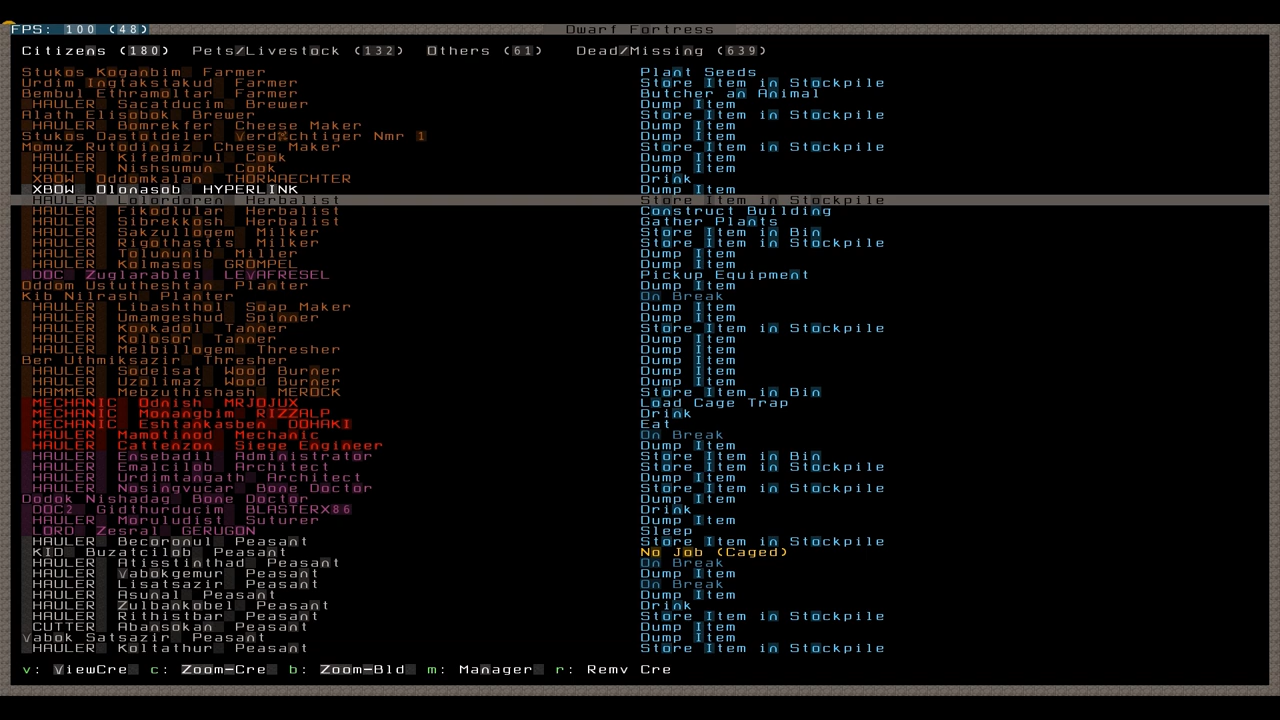 FPS: 100 (48)
Dwarf Fortress
Citizens (180) Pets/Livestock (132) Others (61) Dead/Missing (639)
Stukos Koganbim Farmer Plant Seeds
Urdim Ingtakstakud Farmer Store Item in Stockpile
Bembul Ethramoltar Farmer Butcher an Animal
HAULER Sacatducim Brewer Dump Item
Alath Elisobok Brewer Store Item in Stockpile
HAULER Bomrekfer Cheese Maker Dump Item
Stukos Dastotdeler Verdächtiger Nmr 1 Dump Item
Momuz Rutodingiz Cheese Maker Store Item in Stockpile
HAULER Kifedmorul Cook Dump Item
HAULER Nishsumun Cook Dump Item
XBOW Oddomkalan THORWAECHTER Drink
XBOW Olonasob HYPERLINK Dump Item
HAULER Lolordoren Herbalist Store Item in Stockpile
HAULER Fikodlular Herbalist Construct Building
HAULER Sibrekkosh Herbalist Gather Plants
HAULER Sakzullogem Milker Store Item in Bin
HAULER Rigothastis Milker Store Item in Stockpile
HAULER Tolununib Miller Dump Item
HAULER Kolmasos GROMPEL Dump Item
DOC Zuglarablel LEVAFRESEL Pickup Equipment
Oddom Ustutheshtan Planter Dump Item
Kib Nilrash Planter On Break
HAULER Libashthol Soap Maker Dump Item
HAULER Umamgeshud Spinner Dump Item
HAULER Konkadol Tanner Store Item in Stockpile
HAULER Kolosor Tanner Dump Item
HAULER Melbillogem Thresher Dump Item
Ber Uthmiksazir Thresher Dump Item
HAULER Sodelsat Wood Burner Dump Item
HAULER Uzolimaz Wood Burner Dump Item
HAMMER Mebzuthishash MEROCK Store Item in Bin
MECHANIC Odnish MRJOJUX Load Cage Trap
MECHANIC Monangbim RIZZALP Drink
MECHANIC Eshtankasben DOHAKI Eat
HAULER Mamotinod Mechanic On Break
HAULER Cattenzon Siege Engineer Dump Item
HAULER Ensebadil Administrator Store Item in Bin
HAULER Emalcilob Architect Store Item in Stockpile
HAULER Urdimtangath Architect Dump Item
HAULER Nosingvucar Bone Doctor Store Item in Stockpile
Dodok Nishadag Bone Doctor Dump Item
DOC2 Gidthurducim BLASTERX86 Drink
HAULER Moruludist Suturer Dump Item
LORD Zesral GERUGON Sleep
HAULER Becoronul Peasant Store Item in Stockpile
KID Buzatcilob Peasant No Job (Caged)
HAULER Atisstinthad Peasant On Break
HAULER Vabokgemur Peasant Dump Item
HAULER Lisatsazir Peasant On Break
HAULER Asunal Peasant Dump Item
HAULER Zulbankobel Peasant Drink
HAULER Rithistbar Peasant Store Item in Stockpile
CUTTER Abansokan Peasant Dump Item
Vabok Satsazir Peasant Dump Item
HAULER Koltathur Peasant Store Item in Stockpile
v: ViewCre c: Zoom-Cre b: Zoom-Bld m: Manager r: Remv Cre